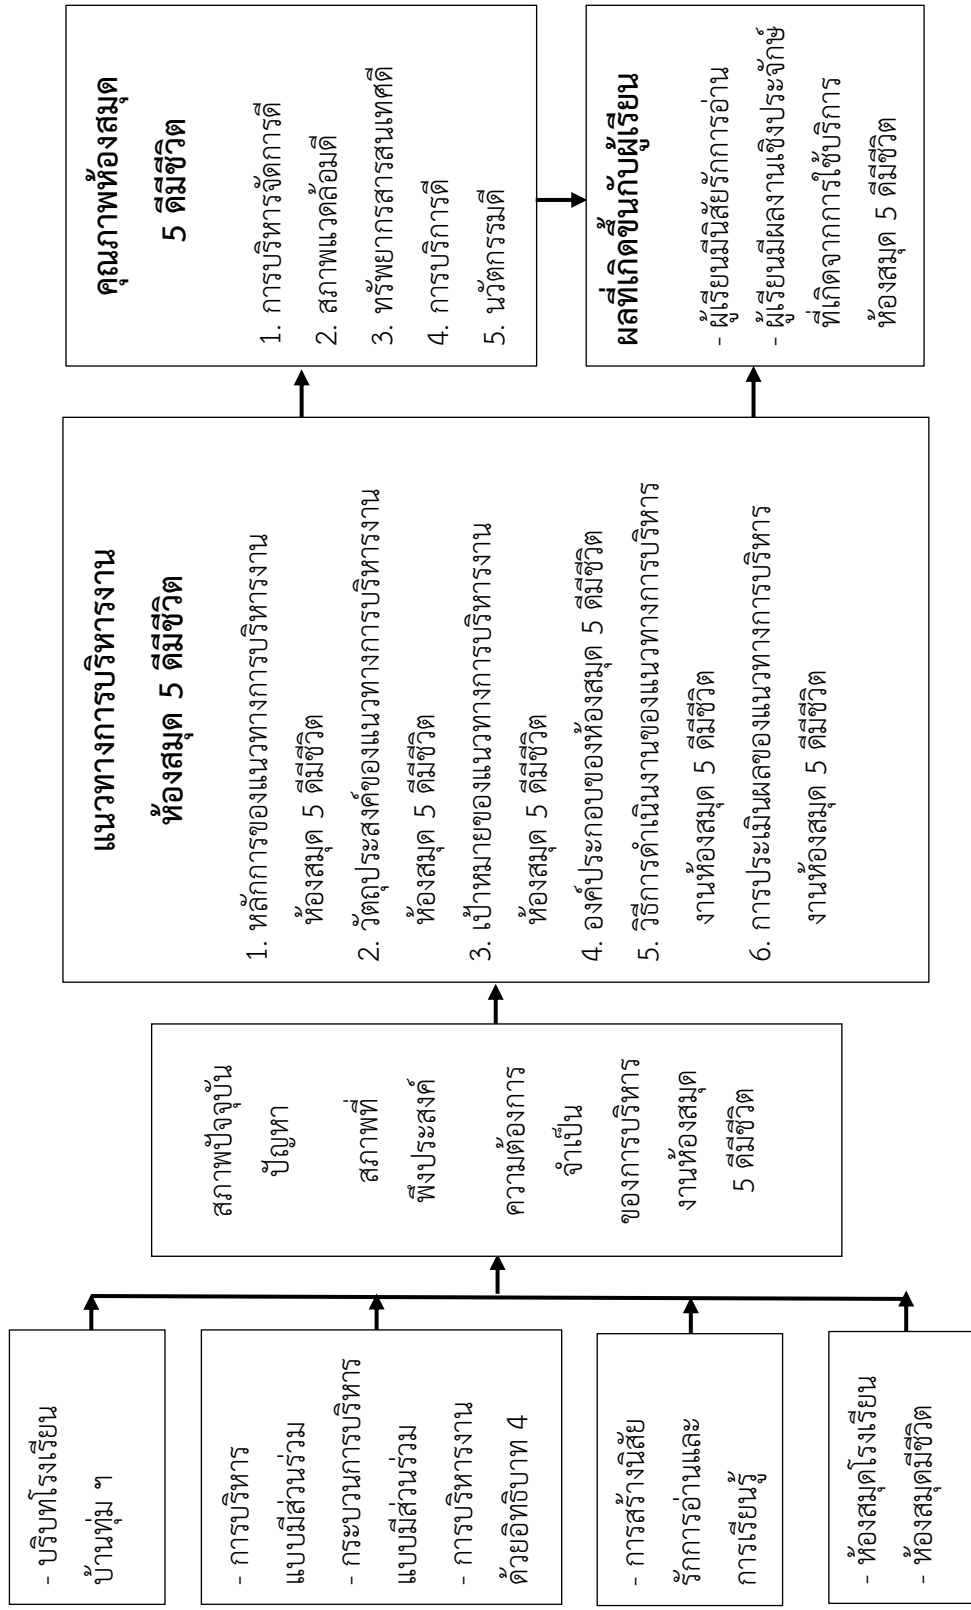 - บริบทโรงเรียน
บ้านทุ่ม ฯ
- การบริหาร
แบบมีส่วนร่วม
- กระบวนการบริหาร
แบบมีส่วนร่วม
- การบริหารงาน
ด้วยอิทธิบาท 4
- การสร้างนิสัย
รักการอ่านและ
การเรียนรู้
- ห้องสมุดโรงเรียน
- ห้องสมุดมีชีวิต
สภาพปัจจุบัน
ปัญหา
สภาพที่
พึงประสงค์
ความต้องการ
จำเป็น
ของการบริหาร
งานห้องสมุด
5 ดีมีชีวิต
แนวทางการบริหารงาน
ห้องสมุด 5 ดีมีชีวิต
1. หลักการของแนวทางการบริหารงาน
ห้องสมุด 5 ดีมีชีวิต
2. วัตถุประสงค์ของแนวทางการบริหารงาน
ห้องสมุด 5 ดีมีชีวิต
3. เป้าหมายของแนวทางการบริหารงาน
ห้องสมุด 5 ดีมีชีวิต
4. องค์ประกอบของห้องสมุด 5 ดีมีชีวิต
5. วิธีการดำเนินงานของแนวทางการบริหาร
งานห้องสมุด 5 ดีมีชีวิต
6. การประเมินผลของแนวทางการบริหาร
งานห้องสมุด 5 ดีมีชีวิต
คุณภาพห้องสมุด
5 ดีมีชีวิต
1. การบริหารจัดการดี
2. สภาพแวดล้อมดี
3. ทรัพยากรสารสนเทศดี
4. การบริการดี
5. นวัตกรรมดี
ผลที่เกิดขึ้นกับผู้เรียน
- ผู้เรียนมีนิสัยรักการอ่าน
- ผู้เรียนมีผลงานเชิงประจักษ์
ที่เกิดจากการใช้บริการ
ห้องสมุด 5 ดีมีชีวิต